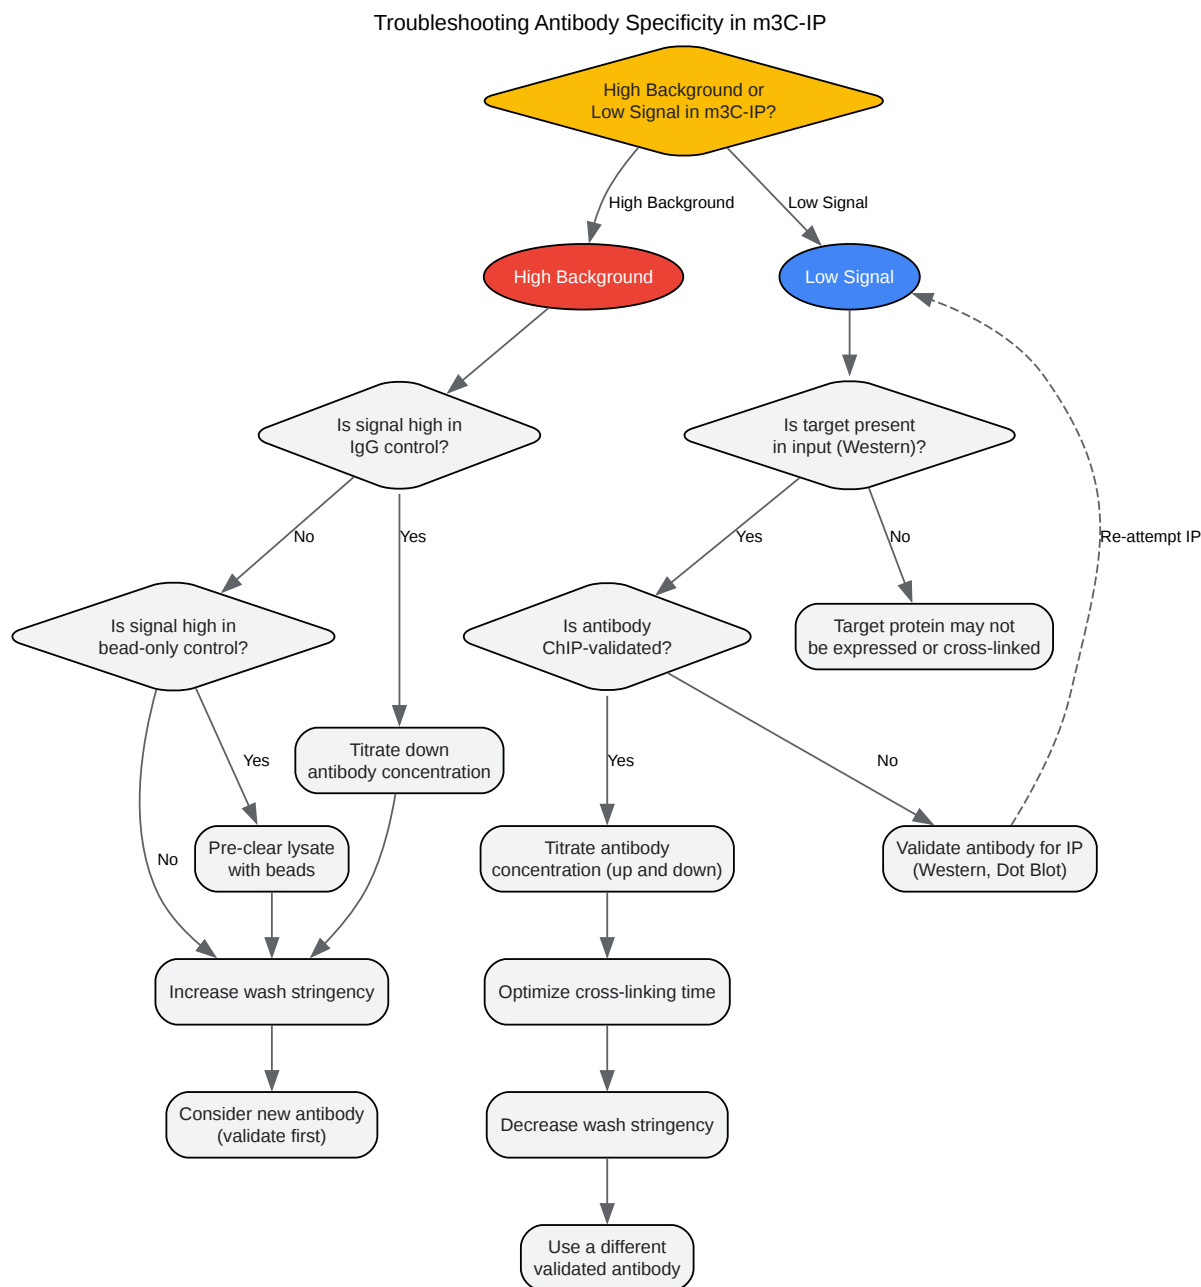 Troubleshooting Antibody Specificity in m3C-IP
High Background or
Low Signal in m3C-IP?
High Background
Low Signal
High Background
Low Signal
Is signal high in
IgG control?
Is target present
in input (Western)?
No
Yes
Yes
No
Re-attempt IP
Is signal high in
bead-only control?
Is antibody
ChIP-validated?
Target protein may not
be expressed or cross-linked
Yes
Titrate down
antibody concentration
Yes
No
No
Pre-clear lysate
with beads
Titrate antibody
concentration (up and down)
Validate antibody for IP
(Western, Dot Blot)
Increase wash stringency
Optimize cross-linking time
Consider new antibody
(validate first)
Decrease wash stringency
Use a different
validated antibody